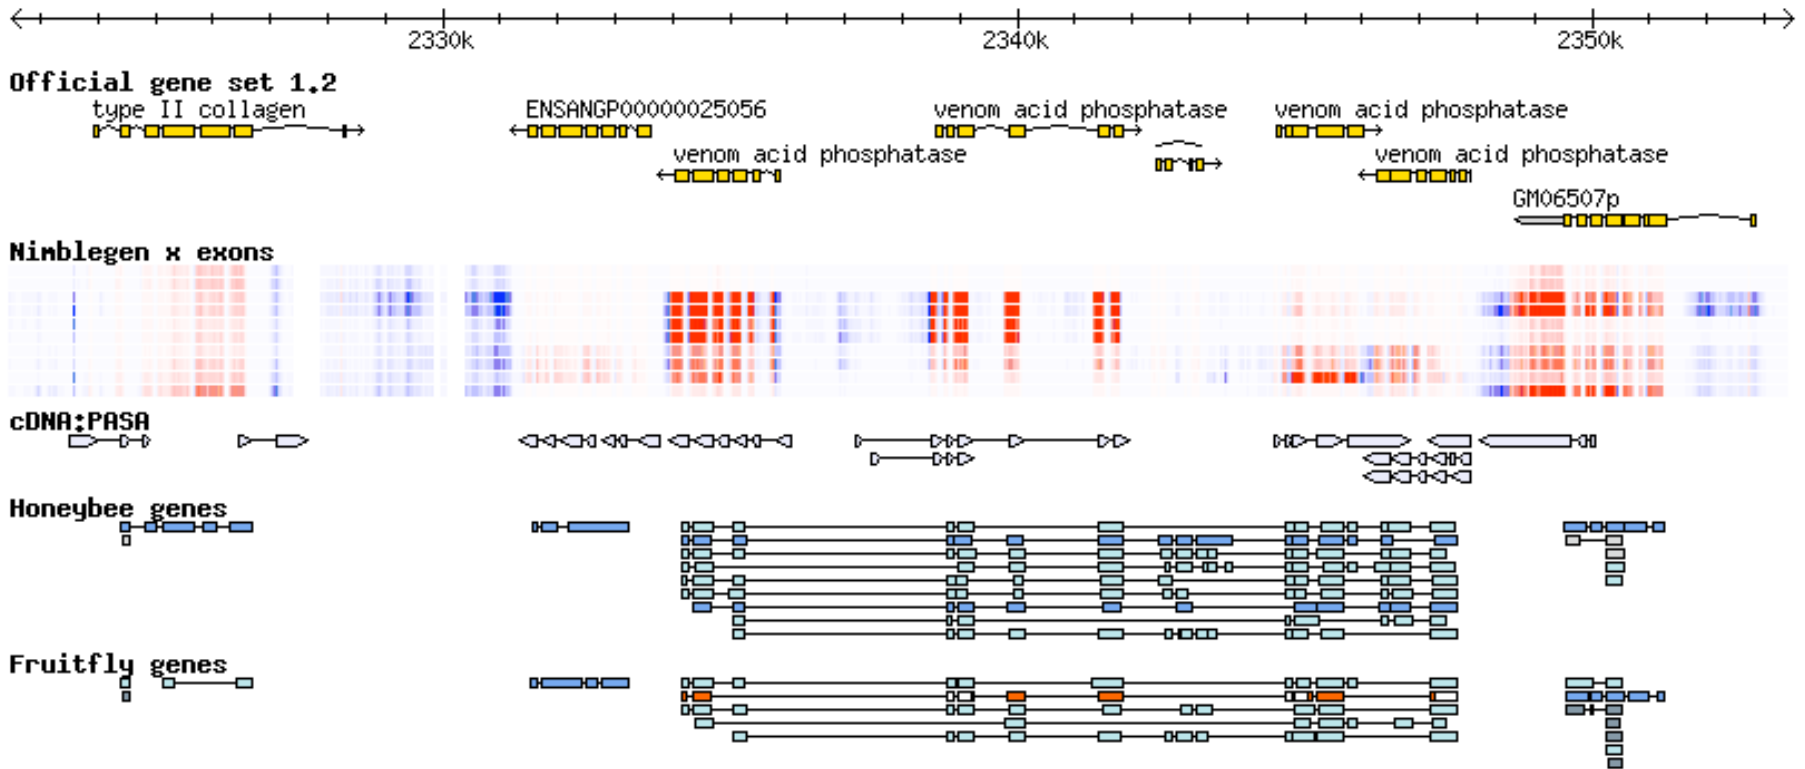 2330k 2340k 2350k
Official gene set 1.2
type II collagen ENSANGP00000025056 venom acid phosphatase venom acid phosphatase
venom acid phosphatase venom acid phosphatase
GM06507p
Nimblegen x exons
cDNA:PASA
Honeybee genes
Fruitfly genes